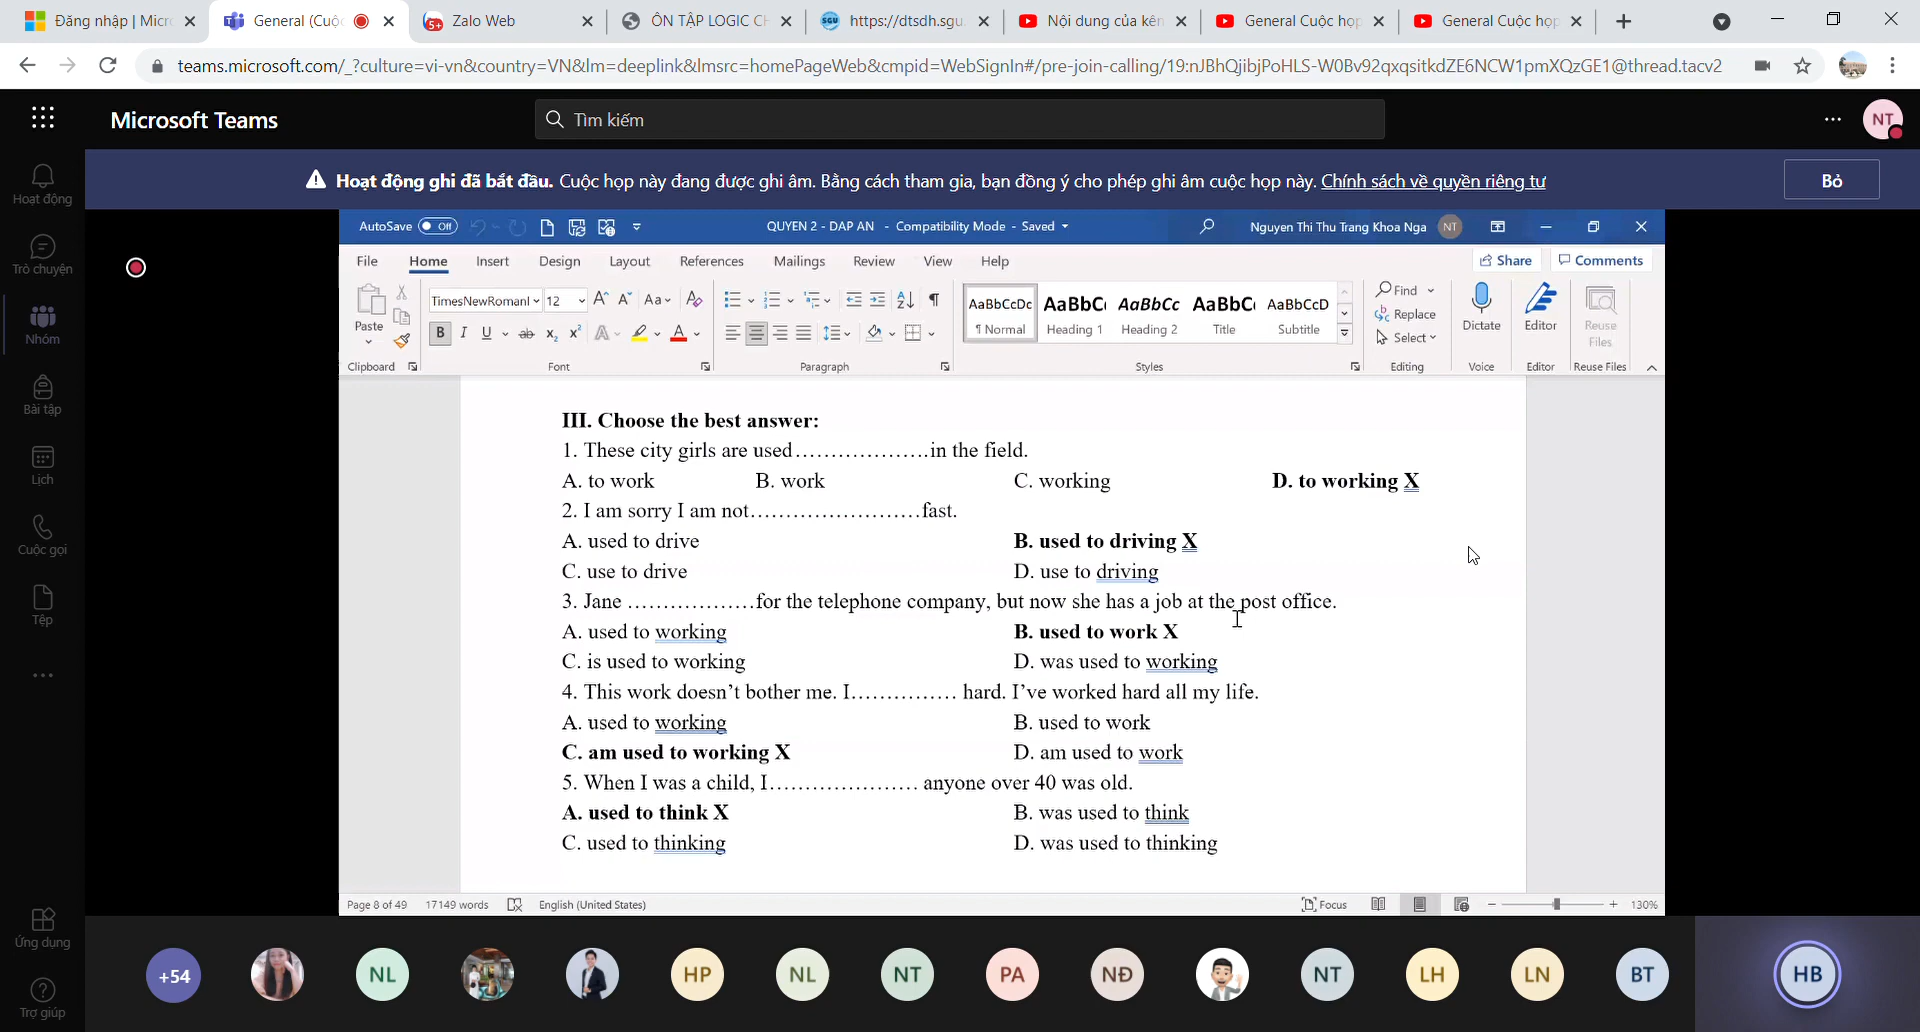 Đăng nhập | Micro
General (Cuộc
Zalo Web
ÔN TẬP LOGIC CH
https://dtsdh.sgu.
Nội dung của kên
General Cuộc họp
General Cuộc họp
teams.microsoft.com/_?culture=vi-vn&country=VN&lm=deeplink&lmsrc=homePageWeb&cmpid=WebSignIn#/pre-join-calling/19:nJBhQjibjPoHLS-W0Bv92qxqsitkdZE6NCW1pmXQzGE1@thread.tacv2
Microsoft Teams
Tìm kiếm
NT
Hoạt động ghi đã bắt đầu. Cuộc họp này đang được ghi âm. Bằng cách tham gia, bạn đồng ý cho phép ghi âm cuộc họp này. Chính sách về quyền riêng tư
Bỏ
Hoạt động
Trò chuyện
Nhóm
Bài tập
Lịch
Cuộc gọi
Tệp
Ứng dụng
Trợ giúp
AutoSave Off
QUYEN 2 - DAP AN - Compatibility Mode - Saved
Nguyen Thi Thu Trang Khoa Nga NT
File Home Insert Design Layout References Mailings Review View Help
Share Comments
Paste
Clipboard
TimesNewRomanI 12
Font
Paragraph
AaBbCcDc AaBbC AaBbCc AaBbC AaBbCcD
¶ Normal Heading 1 Heading 2 Title Subtitle
Styles
Find
Replace
Select
Editing
Dictate
Voice
Editor
Editor
Reuse Files
Reuse Files
III. Choose the best answer:
1. These city girls are used………………..in the field.
A. to work B. work C. working D. to working X
2. I am sorry I am not……………………fast.
A. used to drive B. used to driving X
C. use to drive D. use to driving
3. Jane ………………for the telephone company, but now she has a job at the post office.
A. used to working B. used to work X
C. is used to working D. was used to working
4. This work doesn’t bother me. I…………… hard. I’ve worked hard all my life.
A. used to working B. used to work
C. am used to working X D. am used to work
5. When I was a child, I………………… anyone over 40 was old.
A. used to think X B. was used to think
C. used to thinking D. was used to thinking
Page 8 of 49 17149 words English (United States)
Focus
130%
+54
NL
HP
NL
NT
PA
NĐ
NT
LH
LN
BT
HB